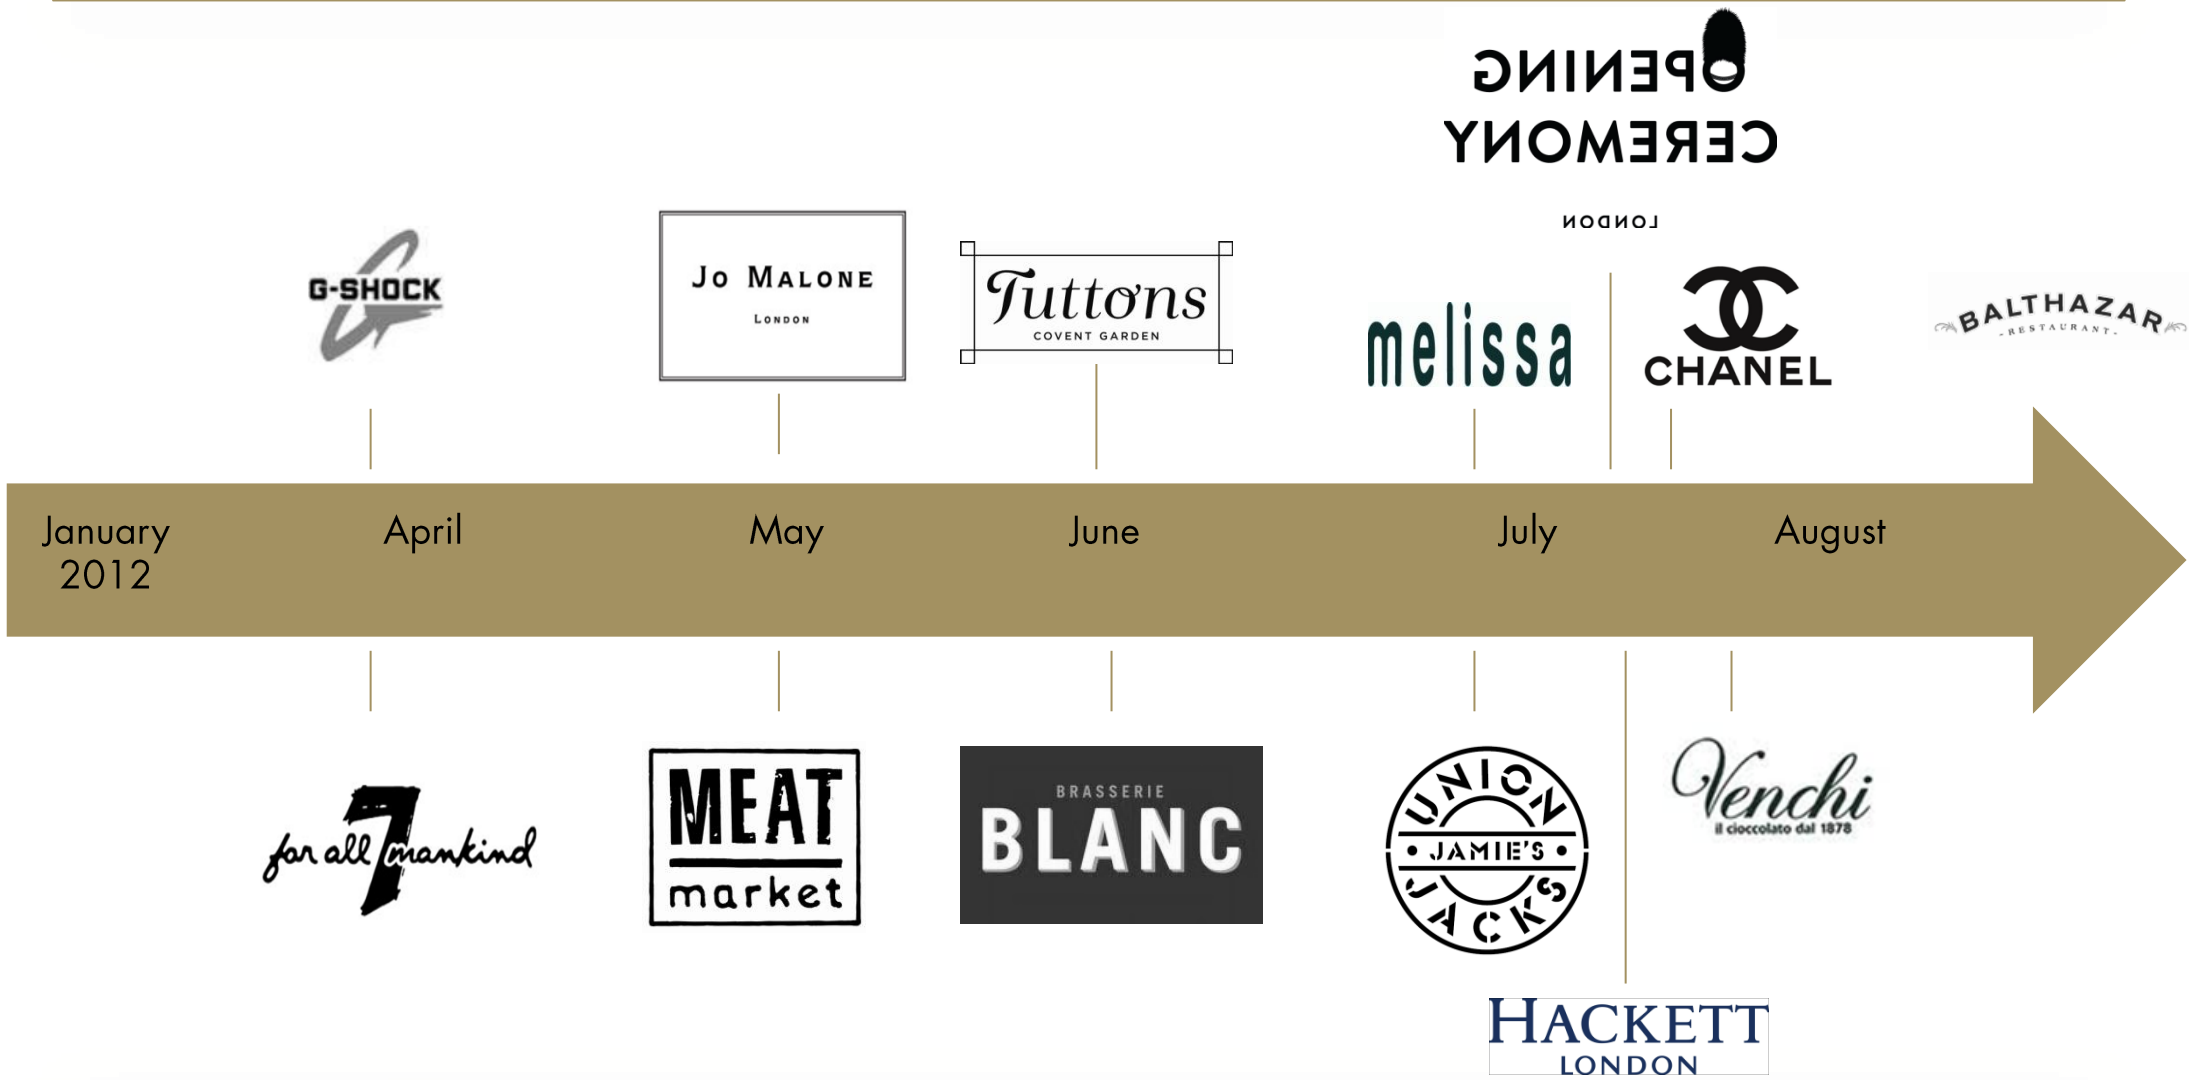 OPENING
CEREMONY
LONDON
G-SHOCK
JO MALONE
LONDON
Tuttons
COVENT GARDEN
melissa
CHANEL
BALTHAZAR
- RESTAURANT -
January
2012
April
May
June
July
August
for all 7 mankind
MEAT
market
BRASSERIE
BLANC
UNION
• JAMIE'S •
JACKS
Venchi
il cioccolato dal 1878
HACKETT
LONDON